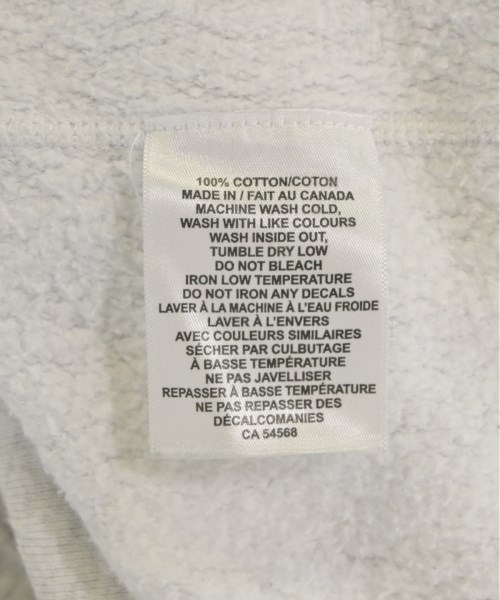 100% COTTON/COTON
MADE IN / FAIT AU CANADA
MACHINE WASH COLD,
WASH WITH LIKE COLOURS
WASH INSIDE OUT,
TUMBLE DRY LOW
DO NOT BLEACH
IRON LOW TEMPERATURE
DO NOT IRON ANY DECALS
LAVER À LA MACHINE À L'EAU FROIDE
LAVER À L'ENVERS
AVEC COULEURS SIMILAIRES
SÉCHER PAR CULBUTAGE
À BASSE TEMPÉRATURE
NE PAS JAVELLISER
REPASSER À BASSE TEMPÉRATURE
NE PAS REPASSER DES
DÉCALCOMANIES
CA 54568